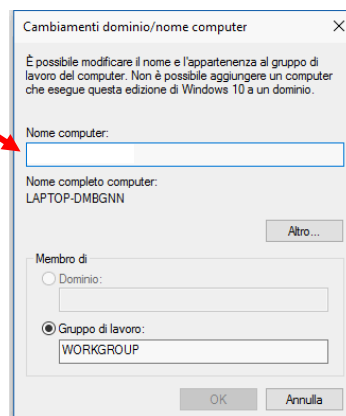 Cambiamenti dominio/nome computer
È possibile modificare il nome e l'appartenenza al gruppo di
lavoro del computer. Non è possibile aggiungere un computer
che esegue questa edizione di Windows 10 a un dominio.
Nome computer:
Nome completo computer:
LAPTOP-DMBGNN
Altro...
Membro di
Dominio:
Gruppo di lavoro:
WORKGROUP
OK
Annulla